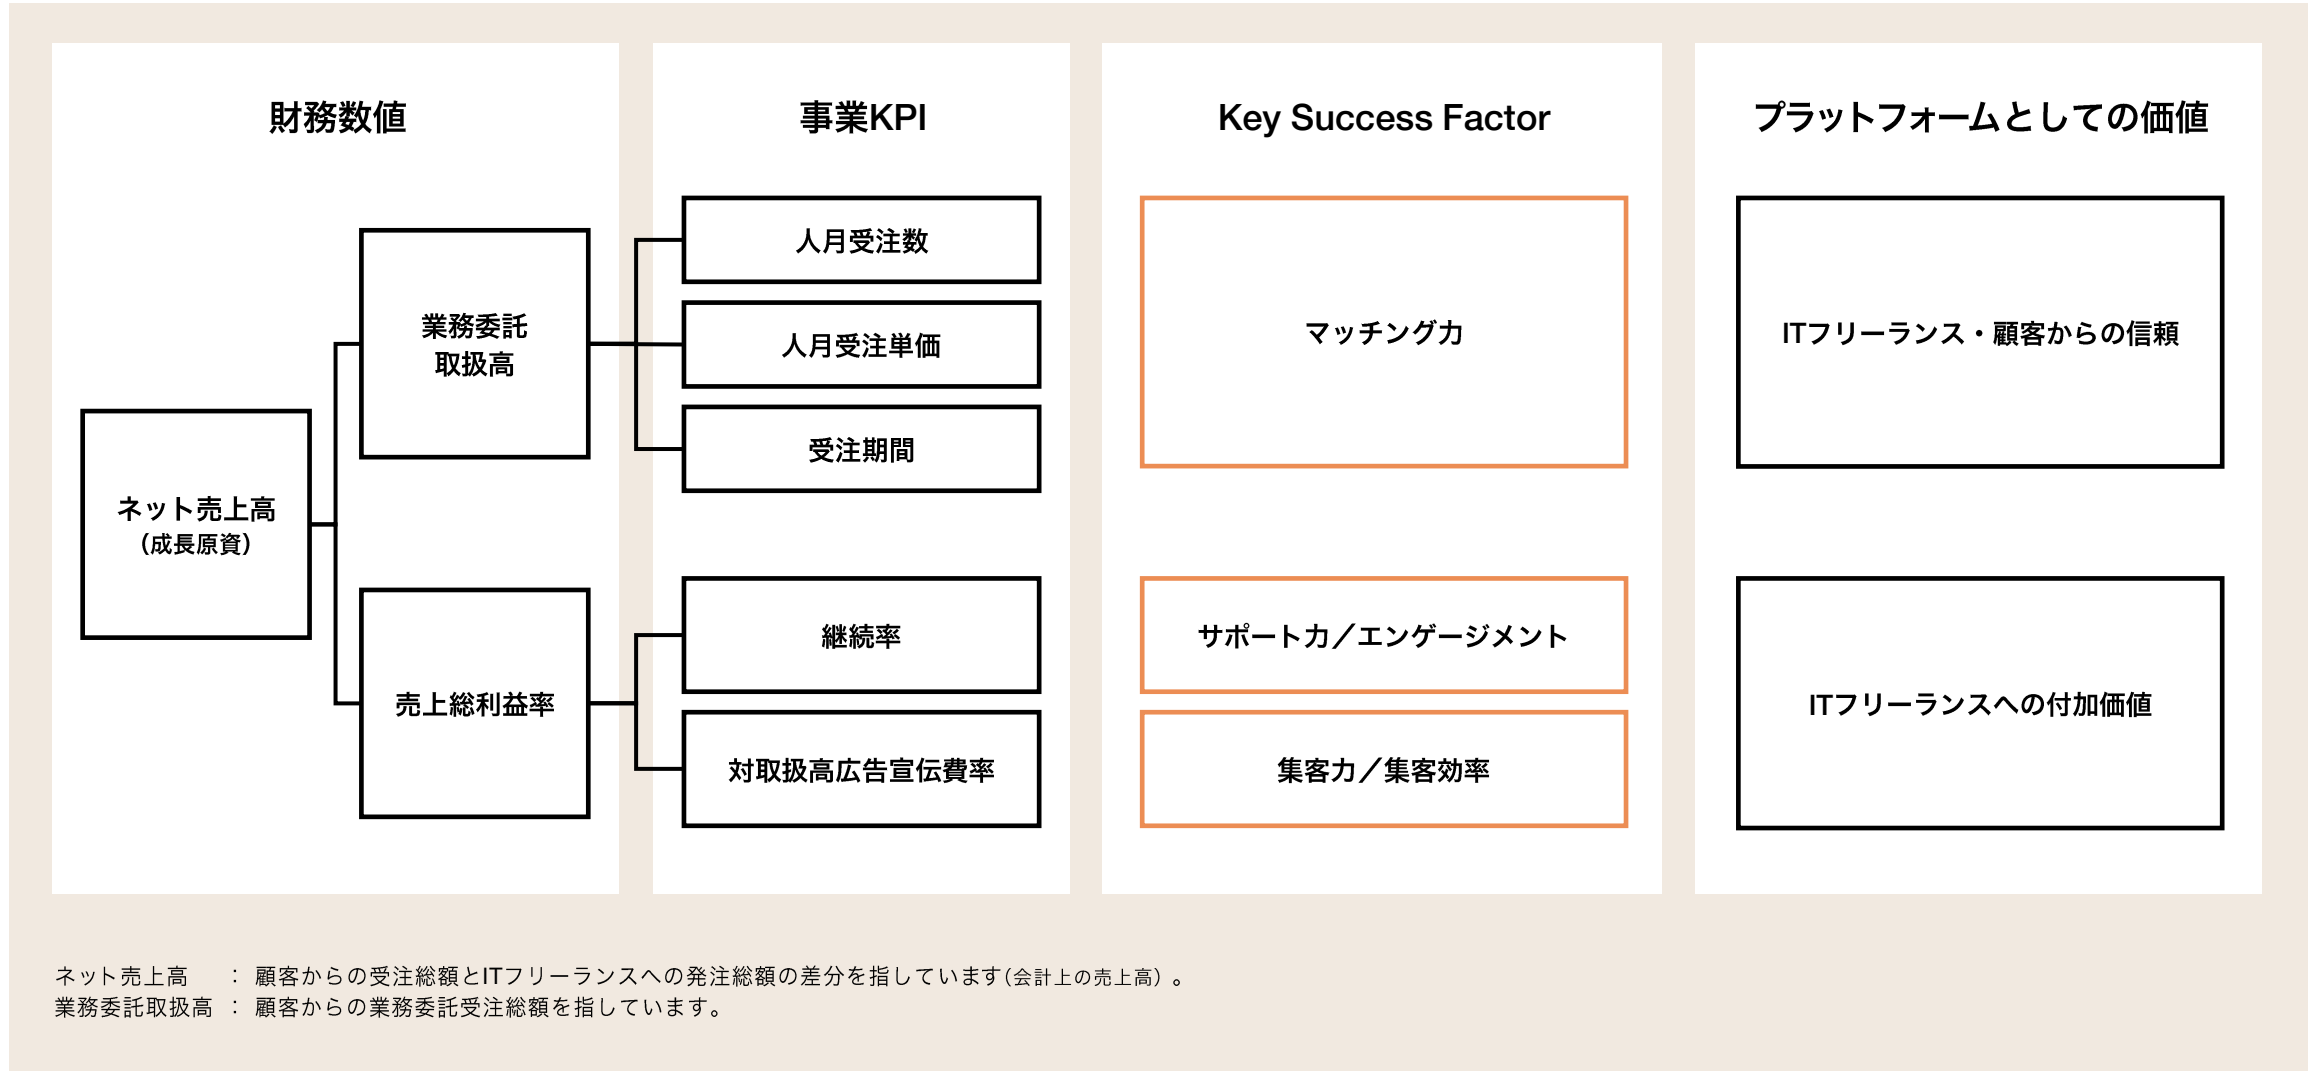 財務数値
事業KPI
Key Success Factor
プラットフォームとしての価値
ネット売上高
（成長原資）
業務委託
取扱高
売上総利益率
人月受注数
人月受注単価
受注期間
継続率
対取扱高広告宣伝費率
マッチング力
サポート力／エンゲージメント
集客力／集客効率
ITフリーランス・顧客からの信頼
ITフリーランスへの付加価値
ネット売上高 ： 顧客からの受注総額とITフリーランスへの発注総額の差分を指しています（会計上の売上高）。
業務委託取扱高 ： 顧客からの業務委託受注総額を指しています。